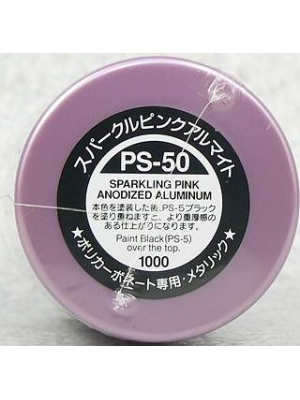 スパークルピンクアルマイト
PS-50
SPARKLING PINK
ANODIZED ALUMINUM
本色を塗装した後、PS-5ブラック
を塗り重ねますと、より重厚感の
ある仕上がりになります。
Paint Black(PS-5)
over the top.
1000
★ポリカーボネート専用・メタリック★